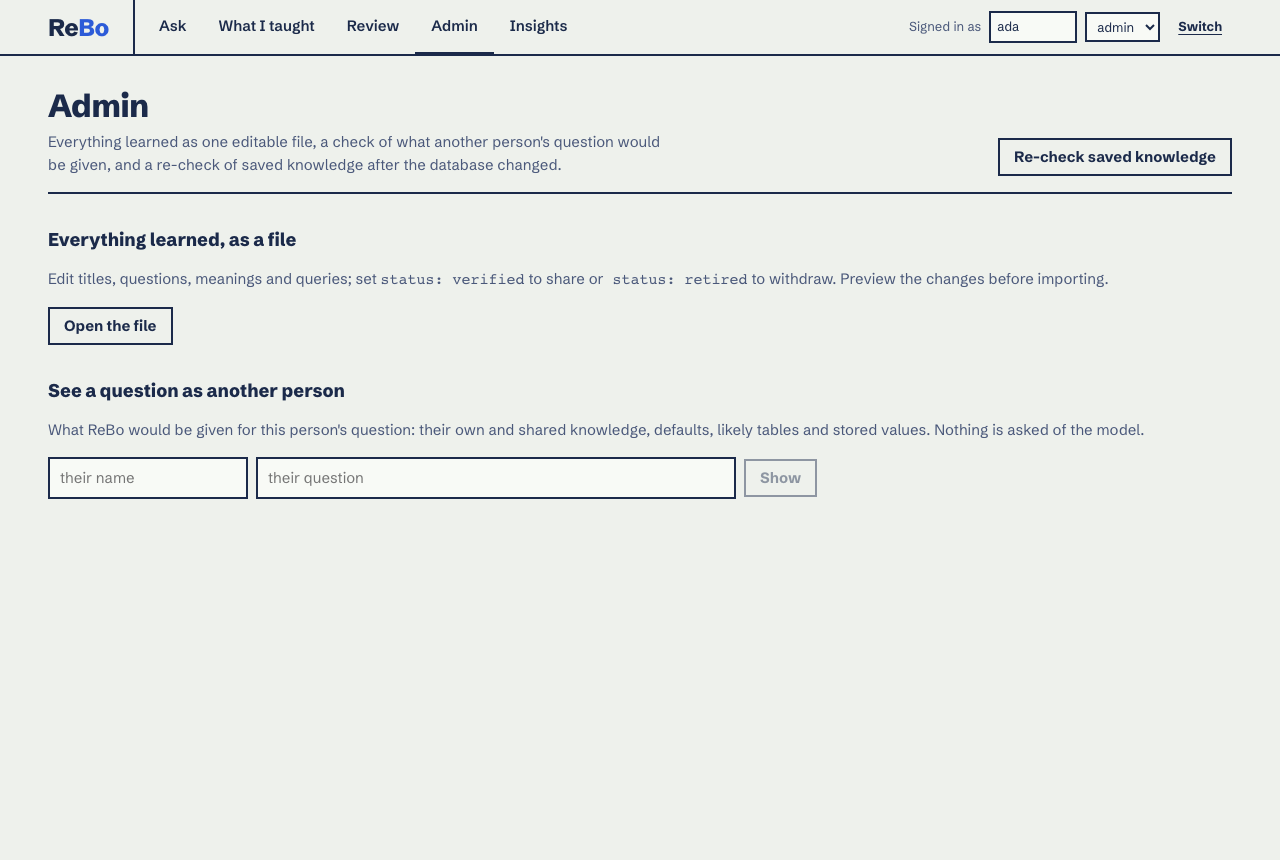 ReBo
Ask
What I taught
Review
Admin
Insights
Signed in as
ada
admin
Switch
Admin
Everything learned as one editable file, a check of what another person's question would
be given, and a re-check of saved knowledge after the database changed.
Re-check saved knowledge
Everything learned, as a file
Edit titles, questions, meanings and queries; set status: verified to share or status: retired to withdraw. Preview the changes before importing.
Open the file
See a question as another person
What ReBo would be given for this person's question: their own and shared knowledge, defaults, likely tables and stored values. Nothing is asked of the model.
their name
their question
Show